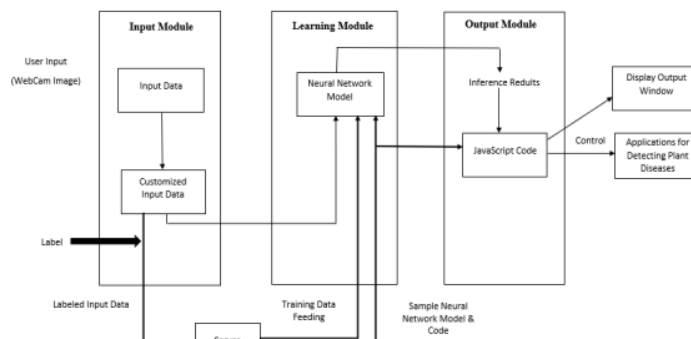 Input Module
Learning Module
Output Module
User Input
(WebCam Image)
Input Data
Neural Network
Model
Inference Redults
Display Output
Window
JavaScript Code
Control
Applications for
Detecting Plant
Diseases
Customized
Input Data
Label
Labeled Input Data
Training Data
Feeding
Sample Neural
Network Model &
Code